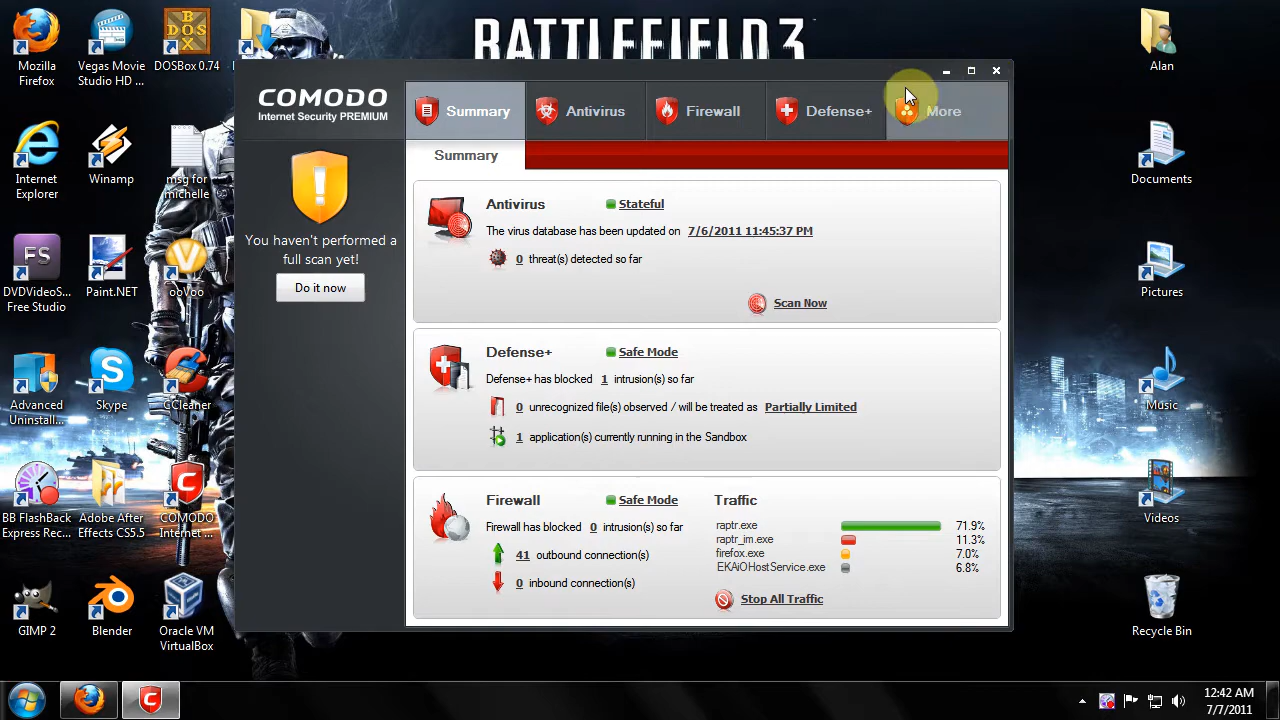 BATTLEFIELD 3
Mozilla
Firefox
Vegas Movie
Studio HD ...
DOSBox 0.74
Internet
Explorer
Winamp
msg for
michelle
DVDVideoS...
Free Studio
Paint.NET
ooVoo
Advanced
Uninstall...
Skype
CCleaner
BB FlashBack
Express Rec...
Adobe After
Effects CS5.5
COMODO
Internet ...
GIMP 2
Blender
Oracle VM
VirtualBox
COMODO
Internet Security PREMIUM
Summary
Antivirus
Firewall
Defense+
More
Summary
You haven't performed a
full scan yet!
Do it now
Antivirus
Stateful
The virus database has been updated on 7/6/2011 11:45:37 PM
0 threat(s) detected so far
Scan Now
Defense+
Safe Mode
Defense+ has blocked 1 intrusion(s) so far
0 unrecognized file(s) observed / will be treated as Partially Limited
1 application(s) currently running in the Sandbox
Firewall
Safe Mode
Firewall has blocked 0 intrusion(s) so far
41 outbound connection(s)
0 inbound connection(s)
Traffic
raptr.exe 71.9%
raptr_im.exe 11.3%
firefox.exe 7.0%
EKAiOHostService.exe 6.8%
Stop All Traffic
Alan
Documents
Pictures
Music
Videos
Recycle Bin
12:42 AM
7/7/2011